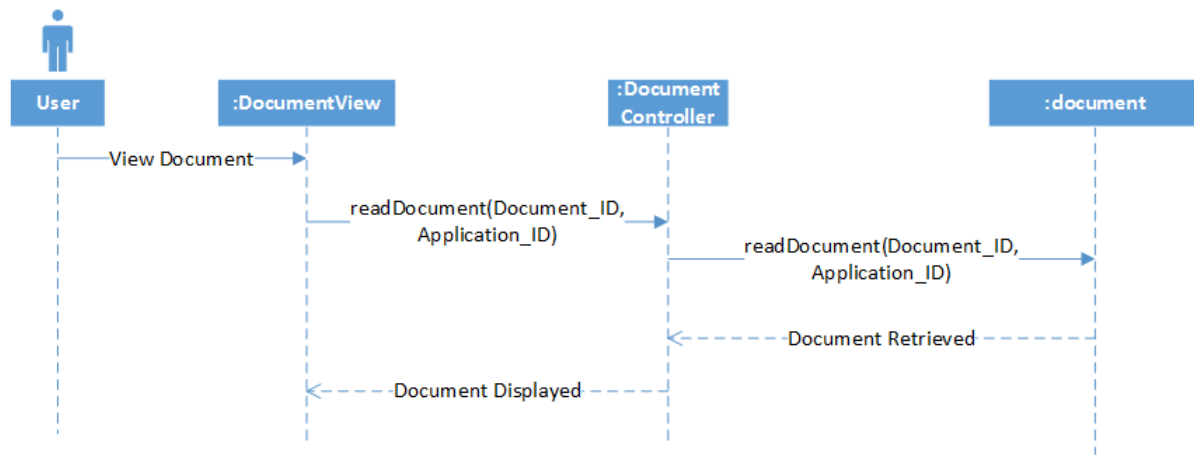 User
:DocumentView
:Document
Controller
:document
View Document
readDocument(Document_ID,
Application_ID)
readDocument(Document_ID,
Application_ID)
Document Retrieved
Document Displayed